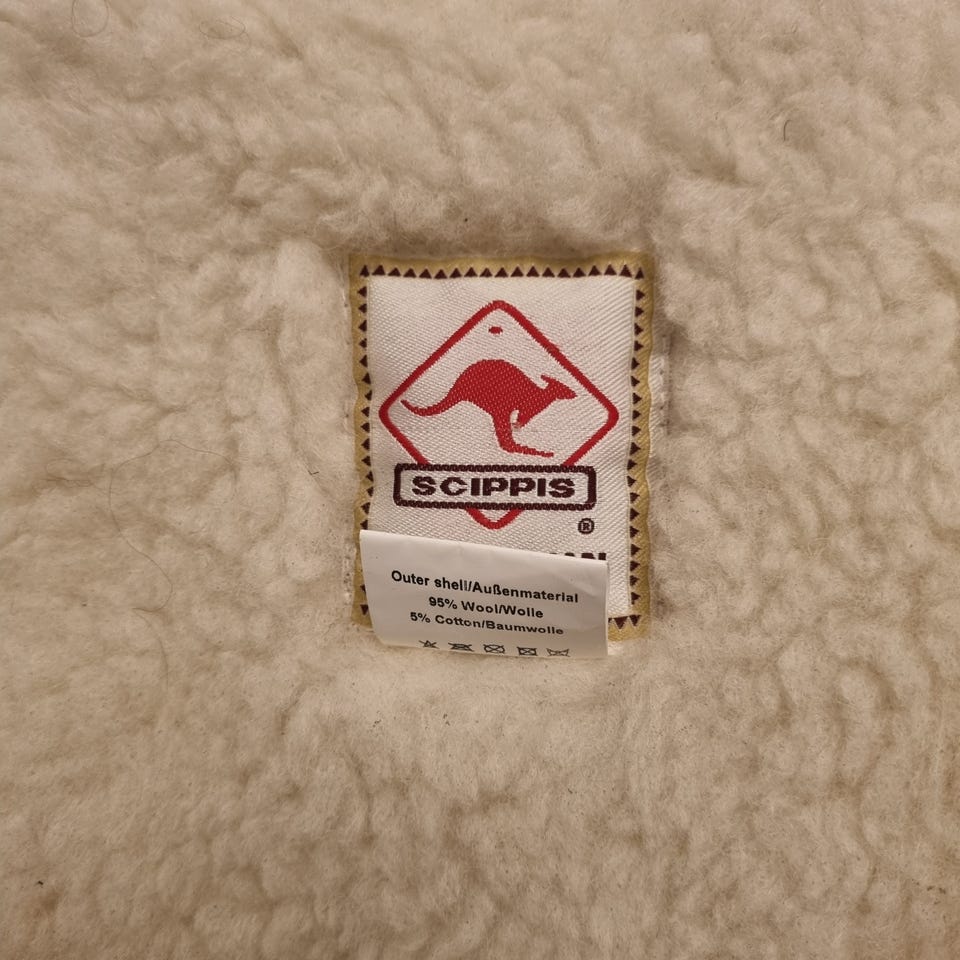 SCIPPIS
®
Outer shell/Außenmaterial
95% Wool/Wolle
5% Cotton/Baumwolle